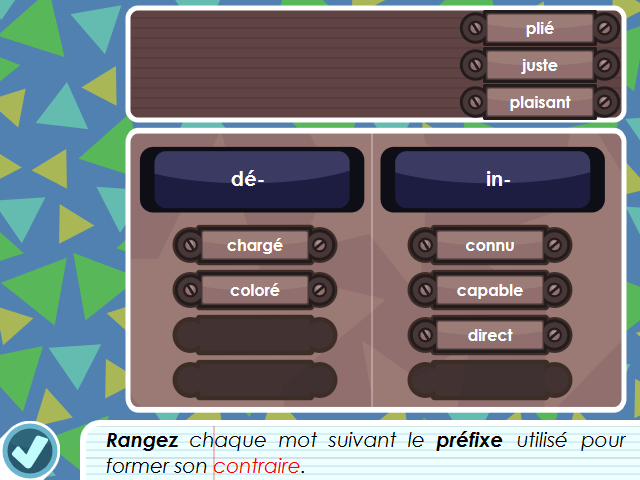 plié
juste
plaisant
dé-
in-
chargé
connu
coloré
capable
direct
Rangez chaque mot suivant le préfixe utilisé pour
former son contraire.